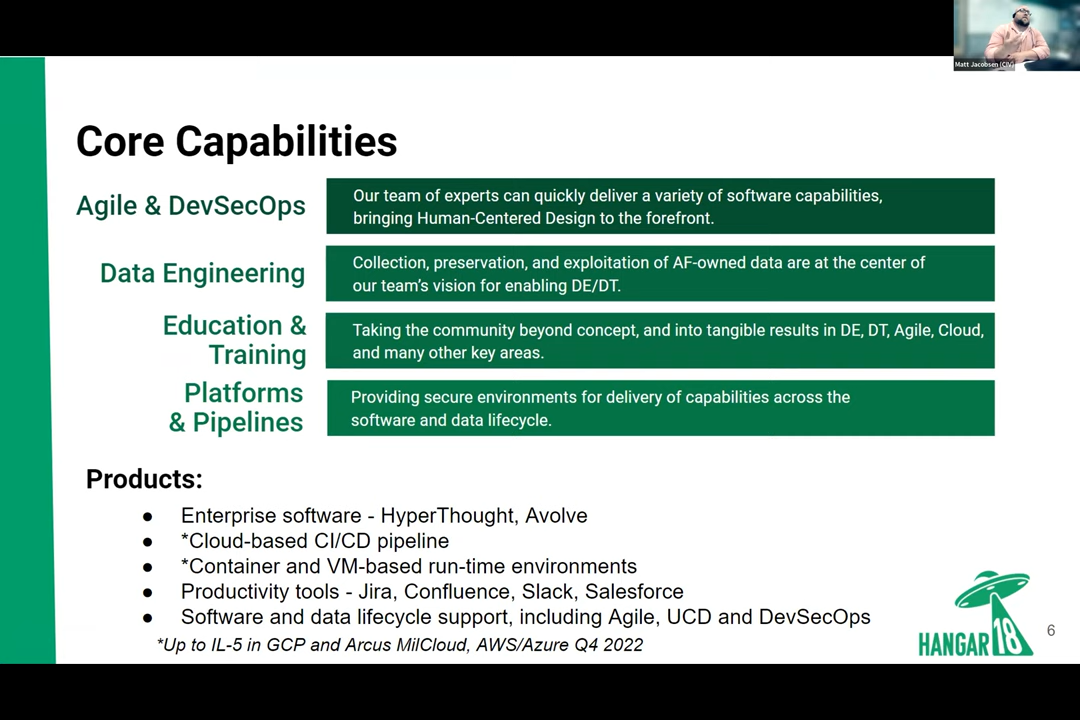 Matt Jacobsen (CIV)
Core Capabilities
Agile & DevSecOps
Our team of experts can quickly deliver a variety of software capabilities,
bringing Human-Centered Design to the forefront.
Data Engineering
Collection, preservation, and exploitation of AF-owned data are at the center of
our team's vision for enabling DE/DT.
Education &
Training
Taking the community beyond concept, and into tangible results in DE, DT, Agile, Cloud,
and many other key areas.
Platforms
& Pipelines
Providing secure environments for delivery of capabilities across the
software and data lifecycle.
Products:
● Enterprise software - HyperThought, Avolve
● *Cloud-based CI/CD pipeline
● *Container and VM-based run-time environments
● Productivity tools - Jira, Confluence, Slack, Salesforce
● Software and data lifecycle support, including Agile, UCD and DevSecOps
*Up to IL-5 in GCP and Arcus MilCloud, AWS/Azure Q4 2022
HANGAR 18
6